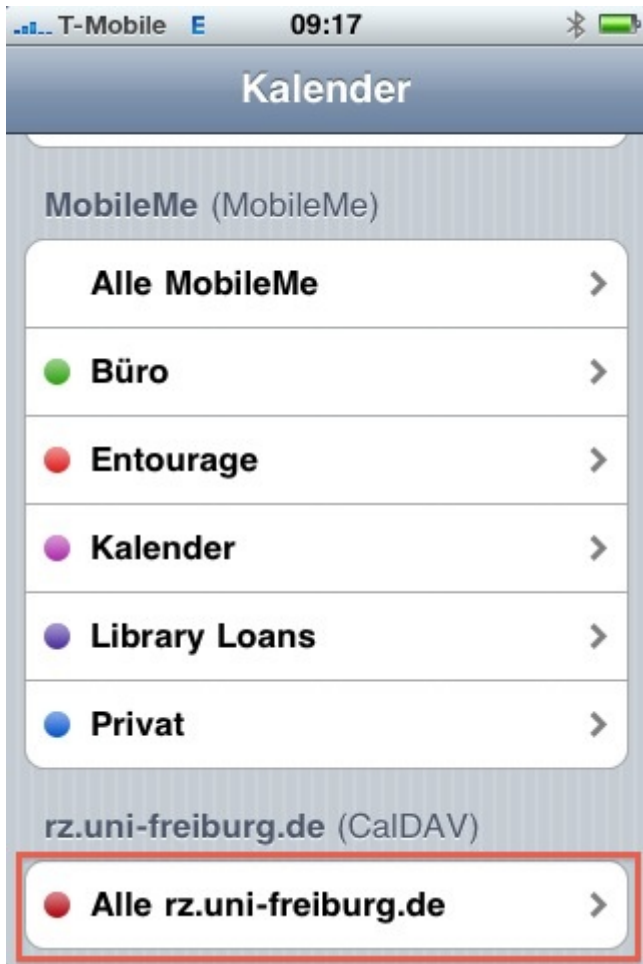 T-Mobile E 09:17
Kalender
MobileMe (MobileMe)
Alle MobileMe
Büro
Entourage
Kalender
Library Loans
Privat
rz.uni-freiburg.de (CalDAV)
Alle rz.uni-freiburg.de